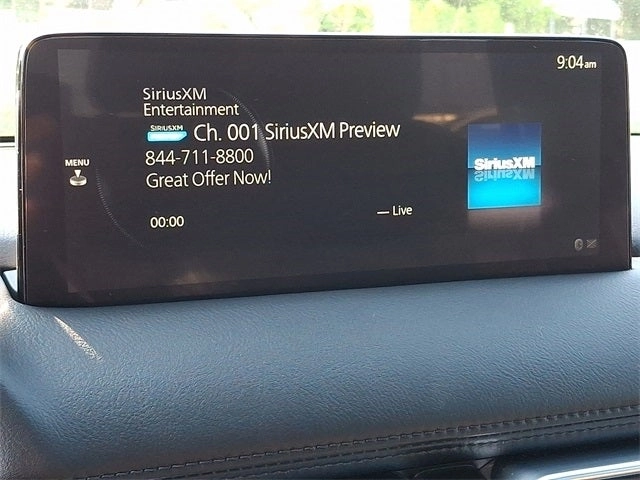 9:04am
SiriusXM
Entertainment
SIRIUSXM
Ch. 001 SiriusXM Preview
MENU
844-711-8800
Great Offer Now!
SiriusXM
00:00
Live